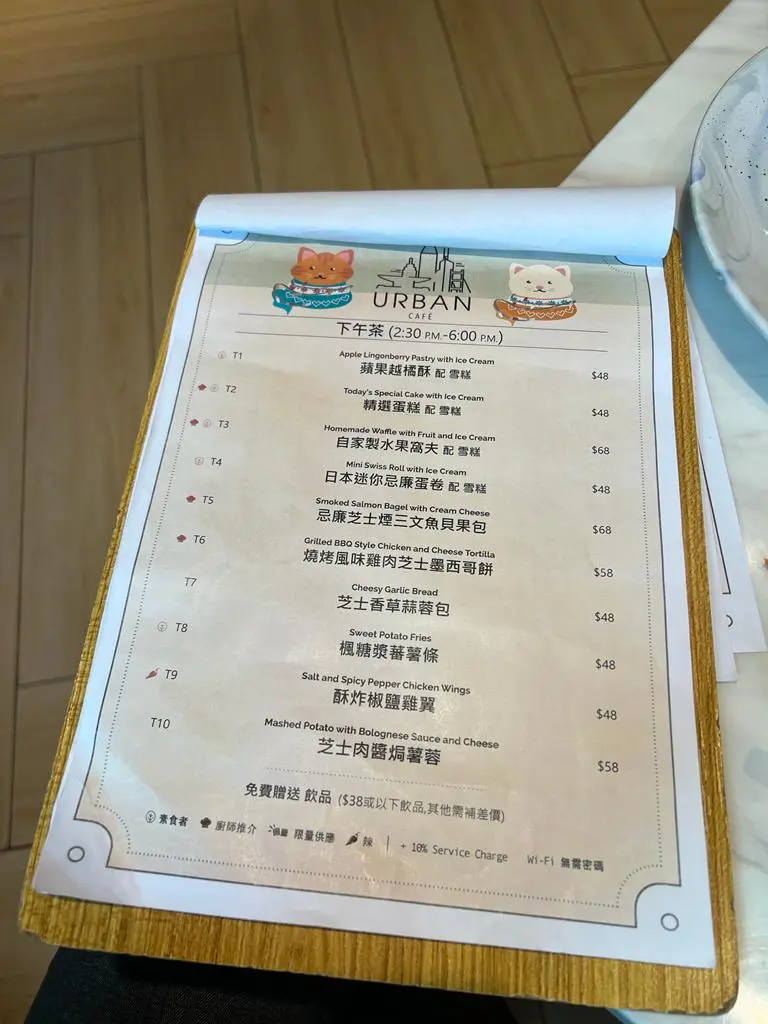 URBAN
CAFÉ
下午茶 (2:30 P.M.-6:00 P.M.)
T1 Apple Lingonberry Pastry with Ice Cream
蘋果越橘酥 配 雪糕 $48
T2 Today's Special Cake with Ice Cream
精選蛋糕 配 雪糕 $48
T3 Homemade Waffle with Fruit and Ice Cream
自家製水果窩夫 配 雪糕 $68
T4 Mini Swiss Roll with Ice Cream
日本迷你忌廉蛋卷 配 雪糕 $48
T5 Smoked Salmon Bagel with Cream Cheese
忌廉芝士煙三文魚貝果包 $68
T6 Grilled BBQ Style Chicken and Cheese Tortilla
燒烤風味雞肉芝士墨西哥餅 $58
T7 Cheesy Garlic Bread
芝士香草蒜蓉包 $48
T8 Sweet Potato Fries
楓糖漿蕃薯條 $48
T9 Salt and Spicy Pepper Chicken Wings
酥炸椒鹽雞翼 $48
T10 Mashed Potato with Bolognese Sauce and Cheese
芝士肉醬焗薯蓉 $58
免費贈送 飲品 ($38或以下飲品,其他需補差價)
素食者 廚師推介 限量供應 辣 | + 10% Service Charge Wi-Fi 無需密碼